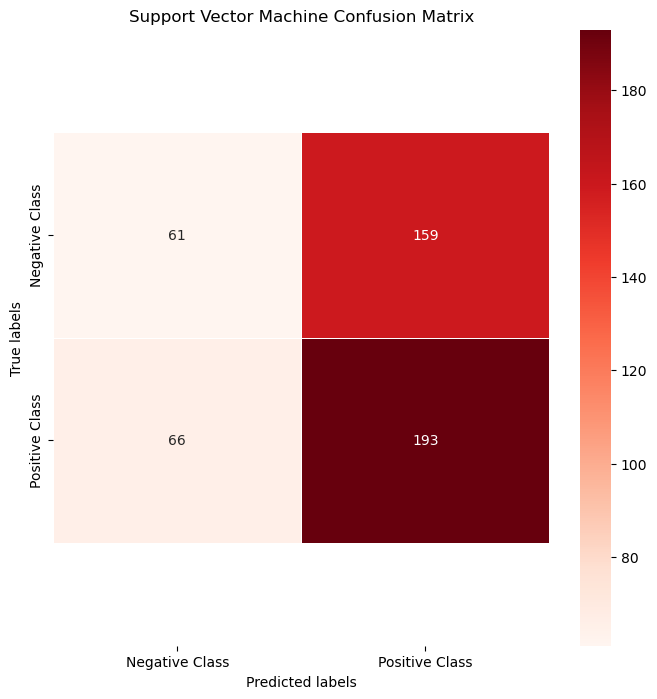 Support Vector Machine Confusion Matrix
True labels
Negative Class
Positive Class
61
159
66
193
Negative Class
Positive Class
Predicted labels
180
160
140
120
100
80